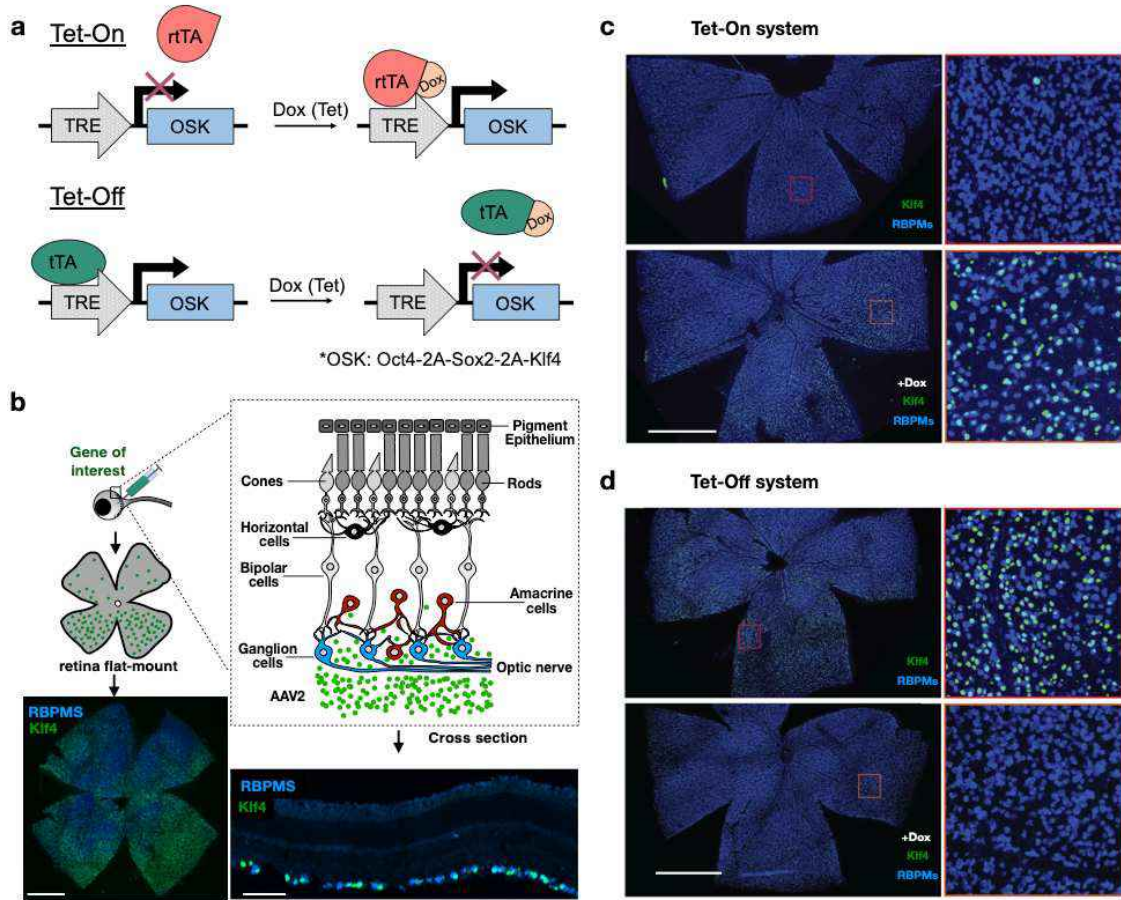 a
Tet-On
rtTA
TRE
OSK
Dox (Tet)
rtTA
Dox
TRE
OSK
Tet-Off
tTA
TRE
OSK
Dox (Tet)
tTA
Dox
TRE
OSK
*OSK: Oct4-2A-Sox2-2A-Klf4
b
Gene of
interest
retina flat-mount
RBPMS
Klf4
Pigment
Epithelium
Cones
Rods
Horizontal
cells
Bipolar
cells
Amacrine
cells
Ganglion
cells
Optic nerve
AAV2
Cross section
RBPMS
Klf4
c
Tet-On system
Klf4
RBPMs
+Dox
Klf4
RBPMs
d
Tet-Off system
Klf4
RBPMs
+Dox
Klf4
RBPMs